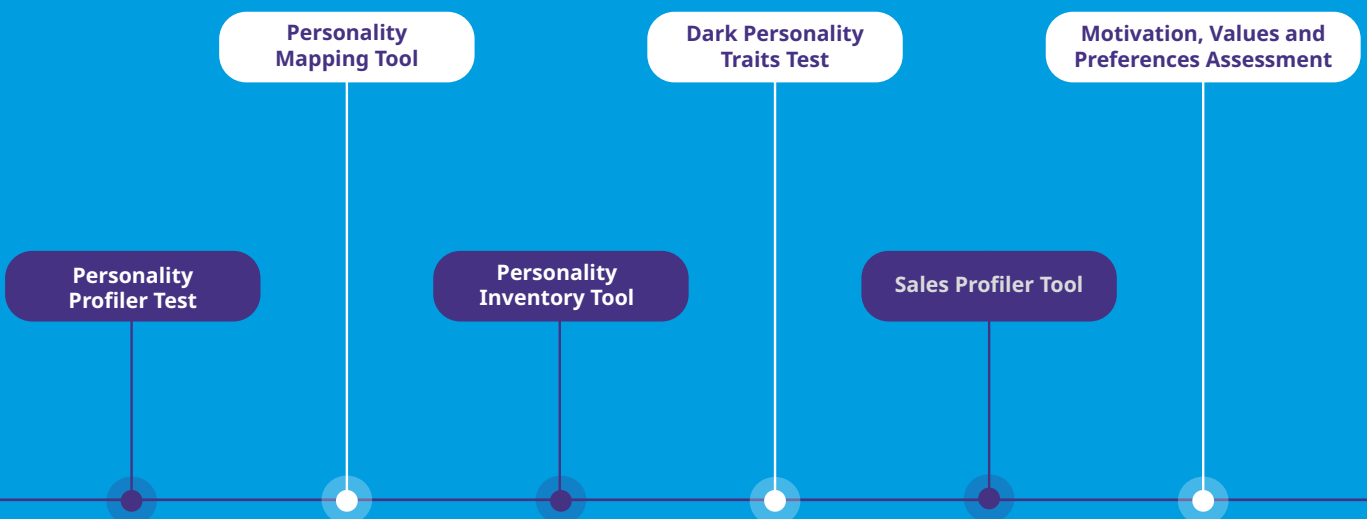 Personality
Mapping Tool
Dark Personality
Traits Test
Motivation, Values and
Preferences Assessment
Personality
Profiler Test
Personality
Inventory Tool
Sales Profiler Tool